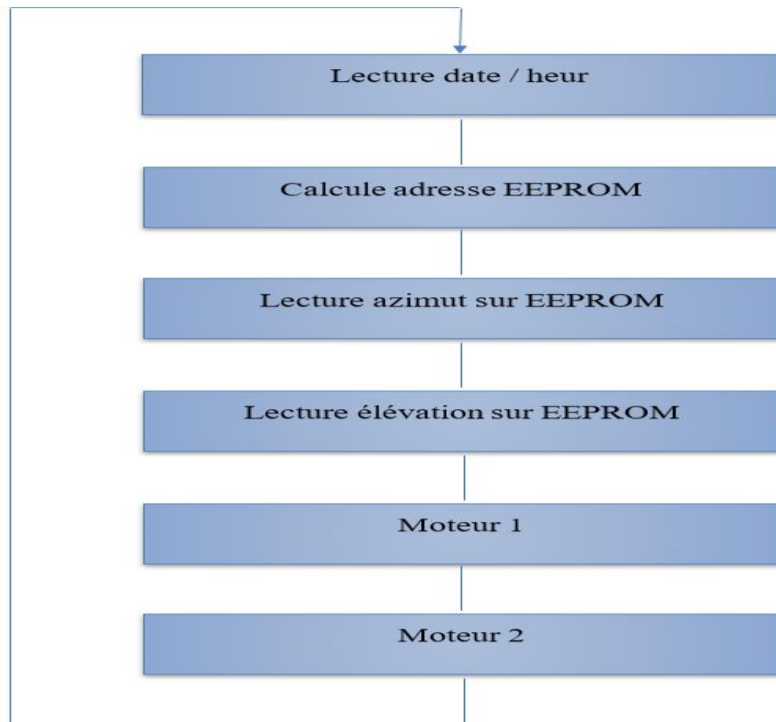 Lecture date / heur
Calcule adresse EEPROM
Lecture azimut sur EEPROM
Lecture élévation sur EEPROM
Moteur 1
Moteur 2